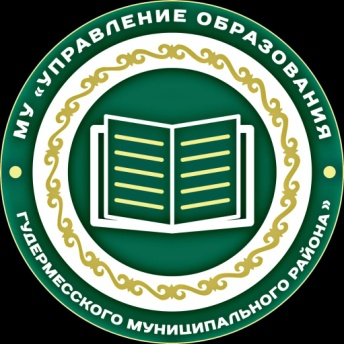 МУ «УПРАВЛЕНИЕ ОБРАЗОВАНИЯ
ГУДЕРМЕССКОГО МУНИЦИПАЛЬНОГО РАЙОНА»